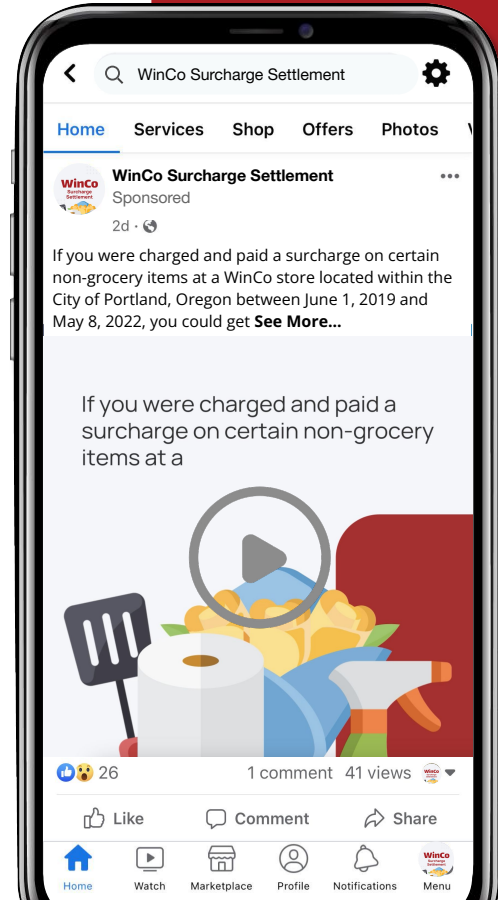 WinCo Surcharge Settlement
Home Services Shop Offers Photos
WinCo
Surcharge
Settlement
WinCo Surcharge Settlement
Sponsored
2d
If you were charged and paid a surcharge on certain
non-grocery items at a WinCo store located within the
City of Portland, Oregon between June 1, 2019 and
May 8, 2022, you could get See More...
If you were charged and paid a
surcharge on certain non-grocery
items at a
26 1 comment 41 views WinCo
Like Comment Share
WinCo
Surcharge
Settlement
Home Watch Marketplace Profile Notifications Menu